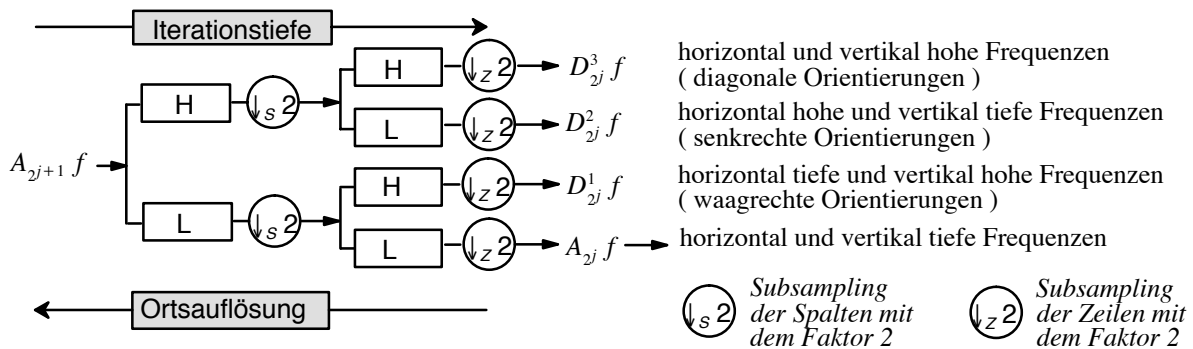 Iterationstiefe
H ↓z 2 D³₂ʲ f horizontal und vertikal hohe Frequenzen
( diagonale Orientierungen )
H ↓s 2
L ↓z 2 D²₂ʲ f horizontal hohe und vertikal tiefe Frequenzen
( senkrechte Orientierungen )
A₂ʲ⁺¹ f
H ↓z 2 D¹₂ʲ f horizontal tiefe und vertikal hohe Frequenzen
( waagrechte Orientierungen )
L ↓s 2
L ↓z 2 A₂ʲ f horizontal und vertikal tiefe Frequenzen
Ortsauflösung
↓s 2 Subsampling
der Spalten mit
dem Faktor 2
↓z 2 Subsampling
der Zeilen mit
dem Faktor 2